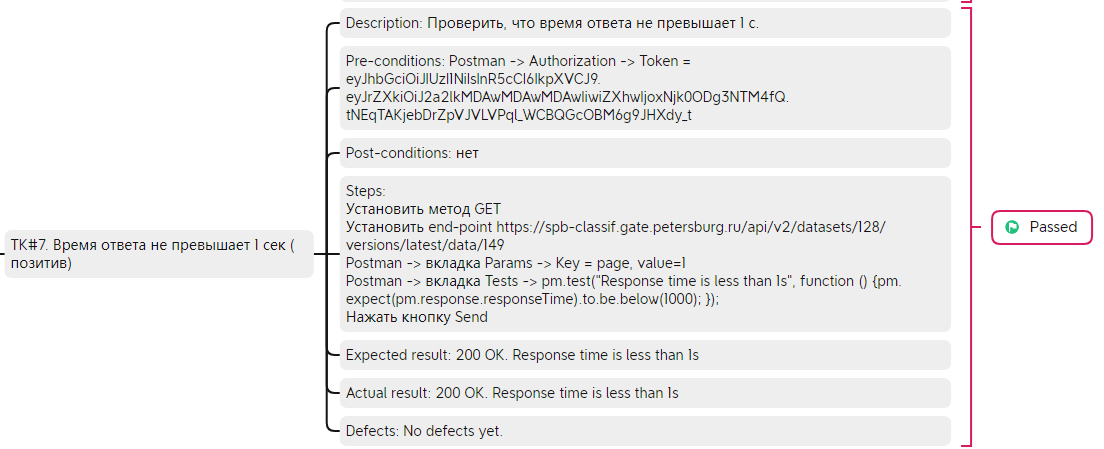 Description: Проверить, что время ответа не превышает 1 с.
Pre-conditions: Postman -> Authorization -> Token =
eyJhbGciOiJIUzI1NiIsInR5cCI6IkpXVCJ9.
eyJrZXkiOiJ2a2lkMDAwMDAwMDAwIiwiZXhwIjoxNjk0ODg3NTM4fQ.
tNEqTAKjebDrZpVJVLVPql_WCBQGcOBM6g9JHXdy_t
Post-conditions: нет
Steps:
Установить метод GET
Установить end-point https://spb-classif.gate.petersburg.ru/api/v2/datasets/128/
versions/latest/data/149
Postman -> вкладка Params -> Key = page, value=1
Postman -> вкладка Tests -> pm.test("Response time is less than 1s", function () {pm.
expect(pm.response.responseTime).to.be.below(1000); });
Нажать кнопку Send
ТК#7. Время ответа не превышает 1 сек (
позитив)
Passed
Expected result: 200 OK. Response time is less than 1s
Actual result: 200 OK. Response time is less than 1s
Defects: No defects yet.